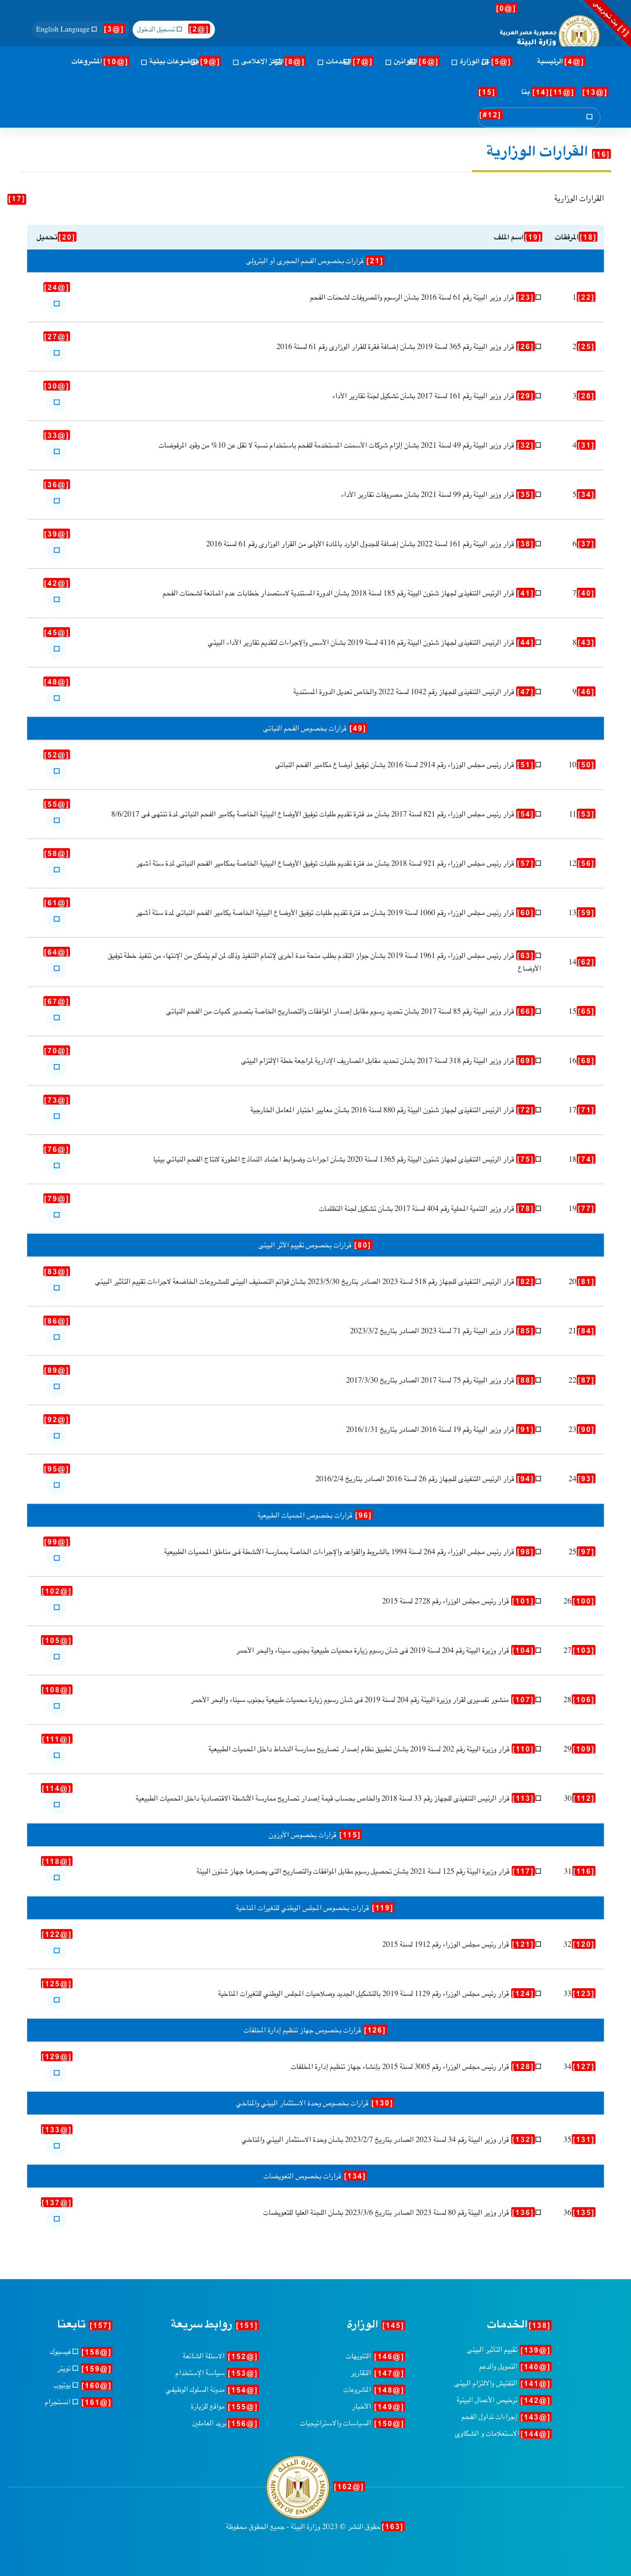 [1] بث تجريبي
[@0]
جمهورية مصر العربية
وزارة البيئة
[@2] تسجيل الدخول
[@3] English Language
[@4] الرئيسية
[@5] عن الوزارة
[@6] القوانين
[@7] الخدمات
[@8] المركز الاعلامى
[@9] موضوعات بيئية
[@10] المشروعات
[@13] [@11][14] بنا [15]
[#12]
[16] القرارات الوزارية
القرارات الوزارية [17]
[18] المرفقات [19] اسم الملف [20] تحميل
[21] قرارات بخصوص الفحم الحجرى أو البترولى
[22] 1 [23] قرار وزير البيئة رقم 61 لسنة 2016 بشأن الرسوم والمصروفات لشحنات الفحم [@24]
[25] 2 [26] قرار وزير البيئة رقم 365 لسنة 2019 بشأن إضافة فقرة للقرار الوزارى رقم 61 لسنة 2016 [@27]
[28] 3 [29] قرار وزير البيئة رقم 161 لسنة 2017 بشأن تشكيل لجنة تقارير الأداء [@30]
[31] 4 [32] قرار وزير البيئة رقم 49 لسنة 2021 بشأن إلزام شركات الأسمنت المستخدمة للفحم باستخدام نسبة لا تقل عن 10% من وقود المرفوضات [@33]
[34] 5 [35] قرار وزير البيئة رقم 99 لسنة 2021 بشأن مصروفات تقارير الأداء [@36]
[37] 6 [38] قرار وزير البيئة رقم 161 لسنة 2022 بشأن إضافة للجدول الوارد بالمادة الأولى من القرار الوزارى رقم 61 لسنة 2016 [@39]
[40] 7 [41] قرار الرئيس التنفيذى لجهاز شئون البيئة رقم 185 لسنة 2018 بشأن الدورة المستندية لاستصدار خطابات عدم الممانعة لشحنات الفحم [@42]
[43] 8 [44] قرار الرئيس التنفيذى لجهاز شئون البيئة رقم 4116 لسنة 2019 بشأن الأسس والإجراءات لتقديم تقارير الأداء البيئي [@45]
[46] 9 [47] قرار الرئيس التنفيذى للجهاز رقم 1042 لسنة 2022 والخاص تعديل الدورة المستندية [@48]
[49] قرارات بخصوص الفحم النباتى
[50] 10 [51] قرار رئيس مجلس الوزراء رقم 2914 لسنة 2016 بشأن توفيق أوضاع مكامير الفحم النباتى [@52]
[53] 11 [54] قرار رئيس مجلس الوزراء رقم 821 لسنة 2017 بشأن مد فترة تقديم طلبات توفيق الأوضاع البيئية الخاصة بكامير الفحم النباتى لمدة تنتهى فى 8/6/2017 [@55]
[56] 12 [57] قرار رئيس مجلس الوزراء رقم 921 لسنة 2018 بشأن مد فترة تقديم طلبات توفيق الأوضاع البيئية الخاصة بمكامير الفحم النباتى لمدة ستة أشهر [@58]
[59] 13 [60] قرار رئيس مجلس الوزراء رقم 1060 لسنة 2019 بشأن مد فترة تقديم طلبات توفيق الأوضاع البيئية الخاصة بكامير الفحم النباتى لمدة ستة أشهر [@61]
[62] 14 [63] قرار رئيس مجلس الوزراء رقم 1961 لسنة 2019 بشأن جواز التقدم بطلب منحة مدة أخرى لإتمام التنفيذ وذلك لمن لم يتمكن من الإنتهاء من تنفيذ خطة توفيق [@64]
الأوضاع
[65] 15 [66] قرار وزير البيئة رقم 85 لسنة 2017 بشأن تحديد رسوم مقابل إصدار الموافقات والتصاريح الخاصة بتصدير كميات من الفحم النباتى [@67]
[68] 16 [69] قرار وزير البيئة رقم 318 لسنة 2017 بشأن تحديد مقابل المصاريف الإدارية لمراجعة خطة الإلتزام البيئى [@70]
[71] 17 [72] قرار الرئيس التنفيذى لجهاز شئون البيئة رقم 880 لسنة 2016 بشأن معايير اختبار المعامل الخارجية [@73]
[74] 18 [75] قرار الرئيس التنفيذى لجهاز شئون البيئة رقم 1365 لسنة 2020 بشأن اجراءات وضوابط اعتماد النماذج المطورة لانتاج الفحم النباتي بيئيا [@76]
[77] 19 [78] قرار وزير التنمية المحلية رقم 404 لسنة 2017 بشأن تشكيل لجنة التظلمات [@79]
[80] قرارات بخصوص تقييم الأثر البيئى
[81] 20 [82] قرار الرئيس التنفيذى للجهاز رقم 518 لسنة 2023 الصادر بتاريخ 2023/5/30 بشأن قوائم التصنيف البيئى للمشروعات الخاضعة لاجراءات تقييم التأثير البيئى [@83]
[84] 21 [85] قرار وزير البيئة رقم 71 لسنة 2023 الصادر بتاريخ 2023/3/2 [@86]
[87] 22 [88] قرار وزير البيئة رقم 75 لسنة 2017 الصادر بتاريخ 2017/3/30 [@89]
[90] 23 [91] قرار وزير البيئة رقم 19 لسنة 2016 الصادر بتاريخ 2016/1/31 [@92]
[93] 24 [94] قرار الرئيس التنفيذى للجهاز رقم 26 لسنة 2016 الصادر بتاريخ 2016/2/4 [@95]
[96] قرارات بخصوص المحميات الطبيعية
[97] 25 [98] قرار رئيس مجلس الوزراء رقم 264 لسنة 1994 بالشروط والقواعد والإجراءات الخاصة بممارسة الأنشطة فى مناطق المحميات الطبيعية [@99]
[100] 26 [101] قرار رئيس مجلس الوزراء رقم 2728 لسنة 2015 [@102]
[103] 27 [104] قرار وزيرة البيئة رقم 204 لسنة 2019 فى شأن رسوم زيارة محميات طبيعية بجنوب سيناء والبحر الأحمر [@105]
[106] 28 [107] منشور تفسيرى لقرار وزيرة البيئة رقم 204 لسنة 2019 فى شأن رسوم زيارة محميات طبيعية بجنوب سيناء والبحر الأحمر [@108]
[109] 29 [110] قرار وزيرة البيئة رقم 202 لسنة 2019 بشأن تطبيق نظام إصدار تصاريح ممارسة النشاط داخل المحميات الطبيعية [@111]
[112] 30 [113] قرار الرئيس التنفيذى للجهاز رقم 33 لسنة 2018 والخاص بحساب قيمة إصدار تصاريح ممارسة الأنشطة الاقتصادية داخل المحميات الطبيعية [@114]
[115] قرارات بخصوص الأوزون
[116] 31 [117] قرار وزيرة البيئة رقم 125 لسنة 2021 بشأن تحصيل رسوم مقابل الموافقات والتصاريح التى يصدرها جهاز شئون البيئة [@118]
[119] قرارات بخصوص المجلس الوطني للتغيرات المناخية
[120] 32 [121] قرار رئيس مجلس الوزراء رقم 1912 لسنة 2015 [@122]
[123] 33 [124] قرار رئيس مجلس الوزراء رقم 1129 لسنة 2019 بالتشكيل الجديد وصلاحيات المجلس الوطني للتغيرات المناخية [@125]
[126] قرارات بخصوص جهاز تنظيم إدارة المخلفات
[127] 34 [128] قرار رئيس مجلس الوزراء رقم 3005 لسنة 2015 بإنشاء جهاز تنظيم إدارة المخلفات [@129]
[130] قرارات بخصوص وحدة الاستثمار البيئي والمناخي
[131] 35 [132] قرار وزير البيئة رقم 34 لسنة 2023 الصادر بتاريخ 2023/2/7 بشأن وحدة الاستثمار البيئي والمناخي [@133]
[134] قرارات بخصوص التعويضات
[135] 36 [136] قرار وزير البيئة رقم 80 لسنة 2023 الصادر بتاريخ 2023/3/6 بشأن اللجنة العليا للتعويضات [@137]
[138] الخدمات
[@139] تقييم التأثير البيئى
[@140] التمويل والدعم
[@141] التفتيش والالتزام البيئى
[@142] ترخيص الأعمال البيئية
[@143] إجراءات تداول الفحم
[@144] الاستعلامات و الشكاوى
[145] الوزارة
[@146] التنويهات
[@147] التقارير
[@148] المشروعات
[@149] الأخبار
[@150] السياسات والاستراتيجيات
[151] روابط سريعة
[@152] الاسئلة الشائعة
[@153] سياسة الإستخدام
[@154] مدونة السلوك الوظيفي
[@155] مواقع للزيارة
[@156] بريد العاملين
[157] تابعنا
[@158] فيسبوك
[@159] تويتر
[@160] يوتيوب
[@161] انستجرام
[@162]
MINISTRY OF ENVIRONMENT
[163] حقوق النشر © 2023 وزارة البيئة - جميع الحقوق محفوظة